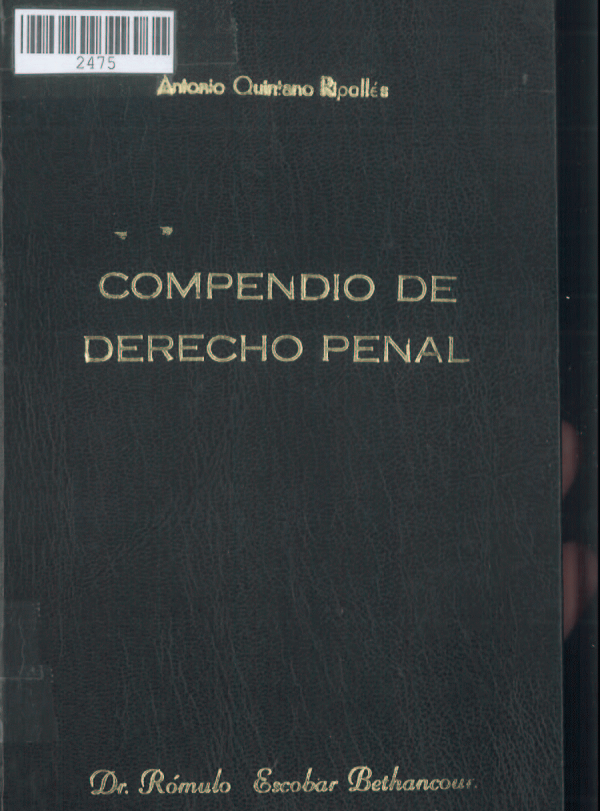 2475
Antonio Quintano Ripollés
COMPENDIO DE
DERECHO PENAL
Dr. Rómulo Escobar Bethancour.